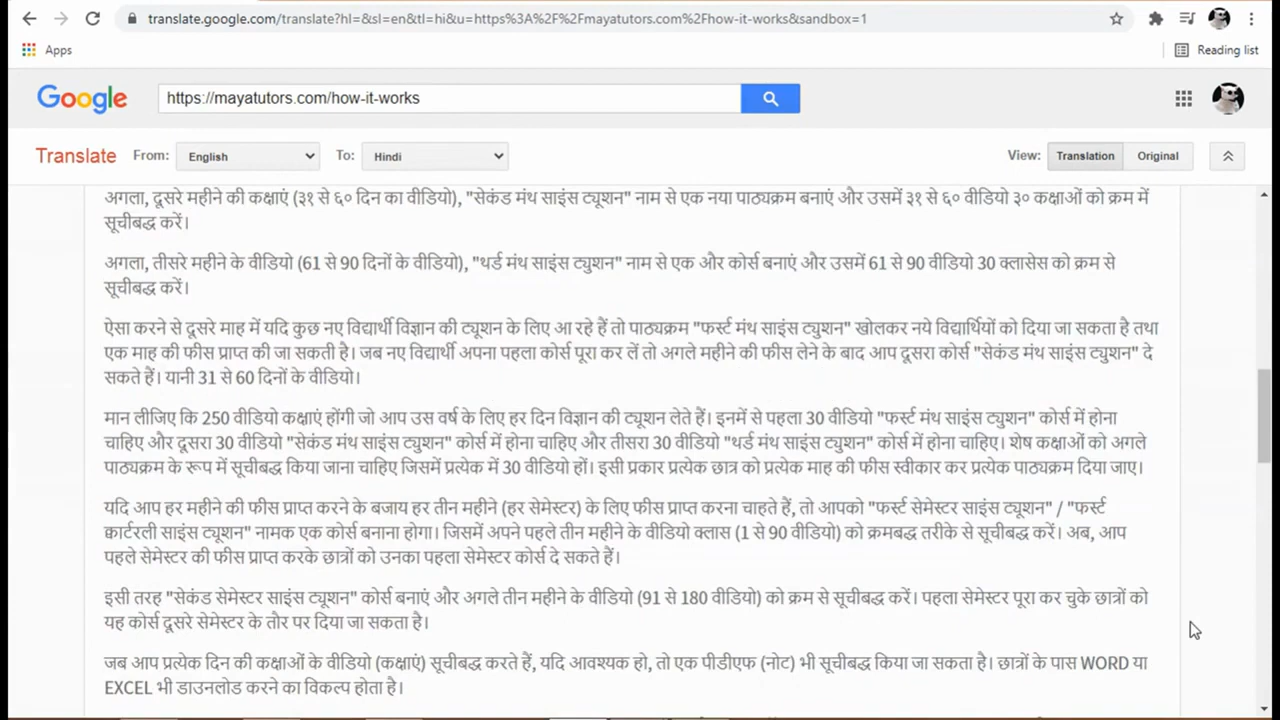 translate.google.com/translate?hl=&sl=en&tl=hi&u=https%3A%2F%2Fmayatutors.com%2Fhow-it-works&sandbox=1
Apps
Reading list
Google
https://mayatutors.com/how-it-works
Translate From: English To: Hindi View: Translation Original
अगला, दूसरे महीने की कक्षाएं (३१ से ६० दिन का वीडियो), "सेकंड मंथ साइंस ट्यूशन" नाम से एक नया पाठ्यक्रम बनाएं और उसमें ३१ से ६० वीडियो ३० कक्षाओं को क्रम में
सूचीबद्ध करें।
अगला, तीसरे महीने के वीडियो (61 से 90 दिनों के वीडियो), "थर्ड मंथ साइंस ट्युशन" नाम से एक और कोर्स बनाएं और उसमें 61 से 90 वीडियो 30 क्लासेस को क्रम से
सूचीबद्ध करें।
ऐसा करने से दूसरे माह में यदि कुछ नए विद्यार्थी विज्ञान की ट्यूशन के लिए आ रहे हैं तो पाठ्यक्रम "फर्स्ट मंथ साइंस ट्युशन" खोलकर नये विद्यार्थियों को दिया जा सकता है तथा
एक माह की फीस प्राप्त की जा सकती है। जब नए विद्यार्थी अपना पहला कोर्स पूरा कर लें तो अगले महीने की फीस लेने के बाद आप दूसरा कोर्स "सेकंड मंथ साइंस ट्युशन" दे
सकते हैं। यानी 31 से 60 दिनों के वीडियो।
मान लीजिए कि 250 वीडियो कक्षाएं होंगी जो आप उस वर्ष के लिए हर दिन विज्ञान की ट्यूशन लेते हैं। इनमें से पहला 30 वीडियो "फर्स्ट मंथ साइंस ट्युशन" कोर्स में होना
चाहिए और दूसरा 30 वीडियो "सेकंड मंथ साइंस ट्युशन" कोर्स में होना चाहिए और तीसरा 30 वीडियो "थर्ड मंथ साइंस ट्युशन" कोर्स में होना चाहिए। शेष कक्षाओं को अगले
पाठ्यक्रम के रूप में सूचीबद्ध किया जाना चाहिए जिसमें प्रत्येक में 30 वीडियो हों। इसी प्रकार प्रत्येक छात्र को प्रत्येक माह की फीस स्वीकार कर प्रत्येक पाठ्यक्रम दिया जाए।
यदि आप हर महीने की फीस प्राप्त करने के बजाय हर तीन महीने (हर सेमेस्टर) के लिए फीस प्राप्त करना चाहते हैं, तो आपको "फर्स्ट सेमेस्टर साइंस ट्यूशन" / "फर्स्ट
क्वार्टरली साइंस ट्यूशन" नामक एक कोर्स बनाना होगा। जिसमें अपने पहले तीन महीने के वीडियो क्लास (1 से 90 वीडियो) को क्रमबद्ध तरीके से सूचीबद्ध करें। अब, आप
पहले सेमेस्टर की फीस प्राप्त करके छात्रों को उनका पहला सेमेस्टर कोर्स दे सकते हैं।
इसी तरह "सेकंड सेमेस्टर साइंस ट्यूशन" कोर्स बनाएं और अगले तीन महीने के वीडियो (91 से 180 वीडियो) को क्रम से सूचीबद्ध करें। पहला सेमेस्टर पूरा कर चुके छात्रों को
यह कोर्स दूसरे सेमेस्टर के तौर पर दिया जा सकता है।
जब आप प्रत्येक दिन की कक्षाओं के वीडियो (कक्षाएं) सूचीबद्ध करते हैं, यदि आवश्यक हो, तो एक पीडीएफ (नोट) भी सूचीबद्ध किया जा सकता है। छात्रों के पास WORD या
EXCEL भी डाउनलोड करने का विकल्प होता है।